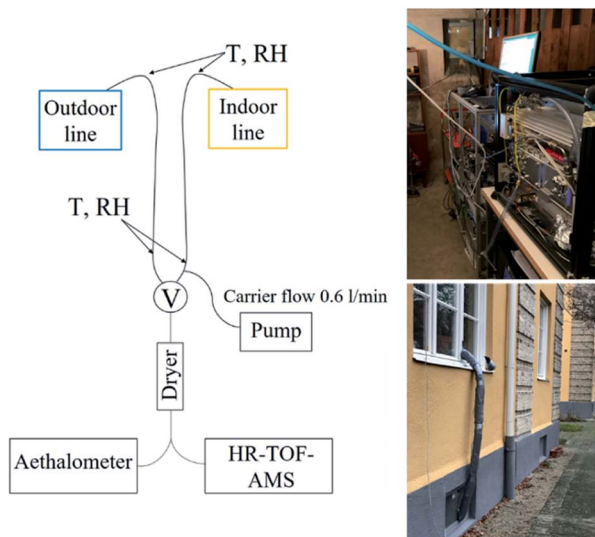 T, RH
Outdoor
line
Indoor
line
T, RH
V
Carrier flow 0.6 l/min
Pump
Dryer
Aethalometer
HR-TOF-
AMS